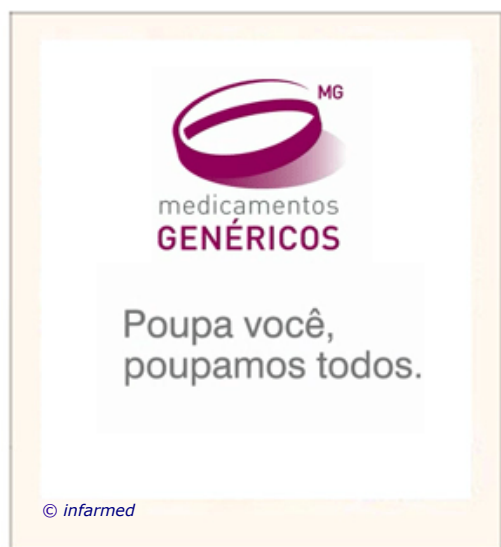 MG
medicamentos
GENÉRICOS
Poupa você,
poupamos todos.
© infarmed